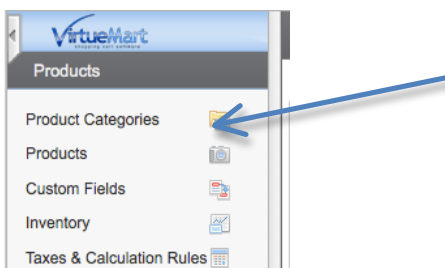 VirtueMart
shopping cart software
Products
Product Categories
Products
Custom Fields
Inventory
Taxes & Calculation Rules